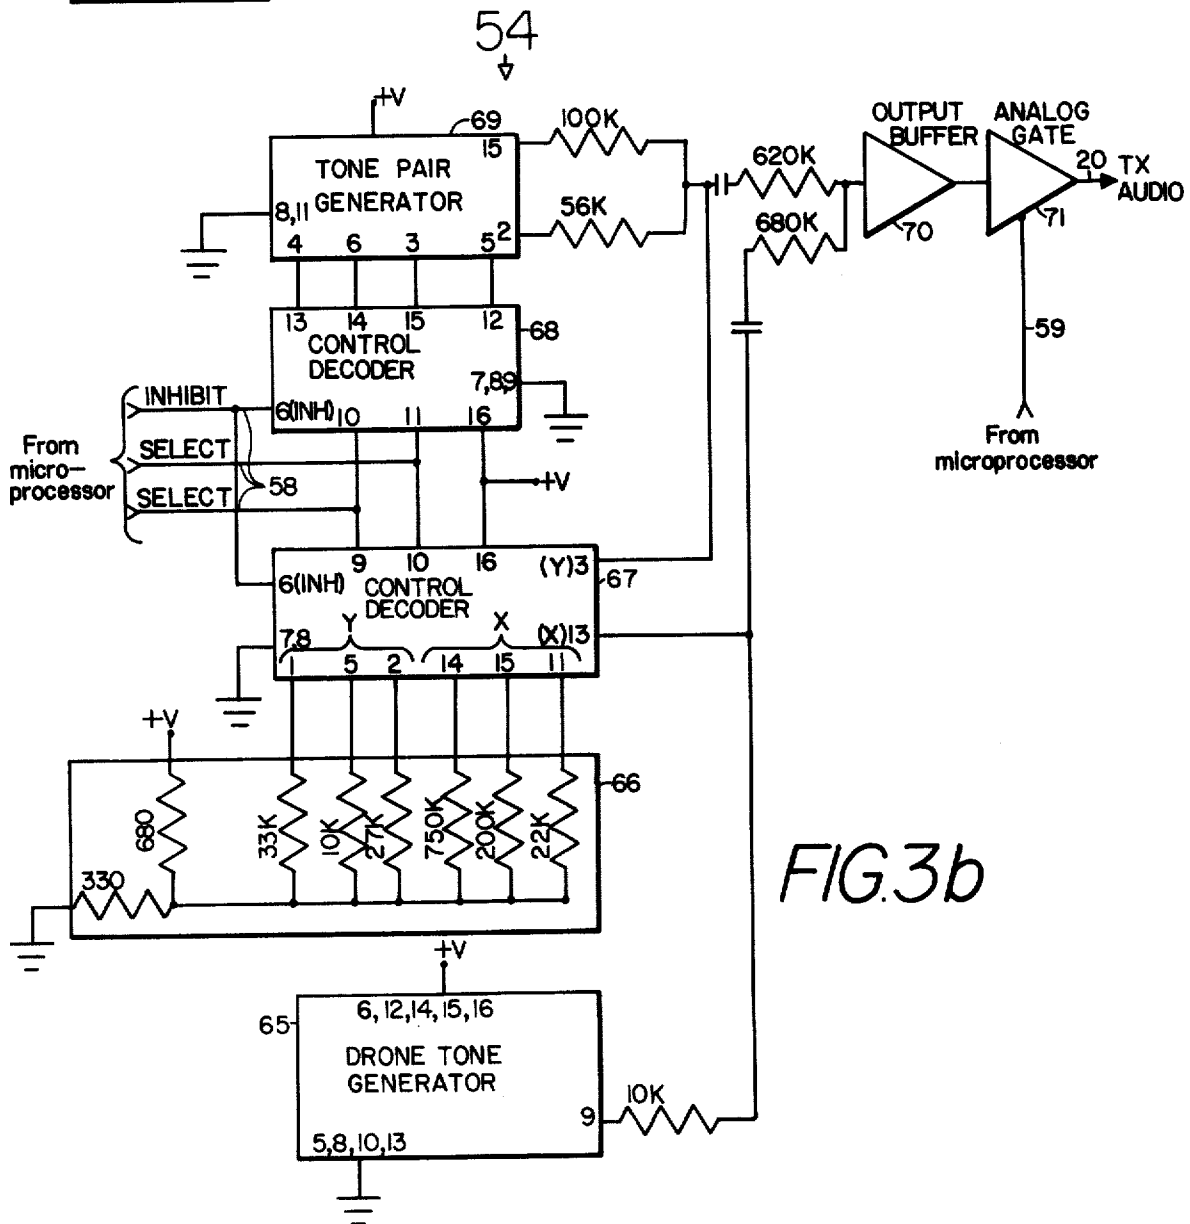 54
+V
69
15
100K
OUTPUT
BUFFER
ANALOG
GATE
TONE PAIR
GENERATOR
8,11
620K
20
TX
AUDIO
56K
2
680K
70
71
4
6
3
5
13
14
15
12
68
CONTROL
DECODER
59
7,8,9
INHIBIT
6(INH)
10
11
16
From
micro-
processor
SELECT
58
SELECT
+V
From
microprocessor
9
10
16
(Y)3
6(INH)
CONTROL
DECODER
67
Y
X
7,8
(X)13
1
5
2
14
15
11
+V
66
680
33K
10K
27K
750K
200K
22K
330
FIG.3b
+V
65
6,12,14,15,16
DRONE TONE
GENERATOR
10K
9
5,8,10,13